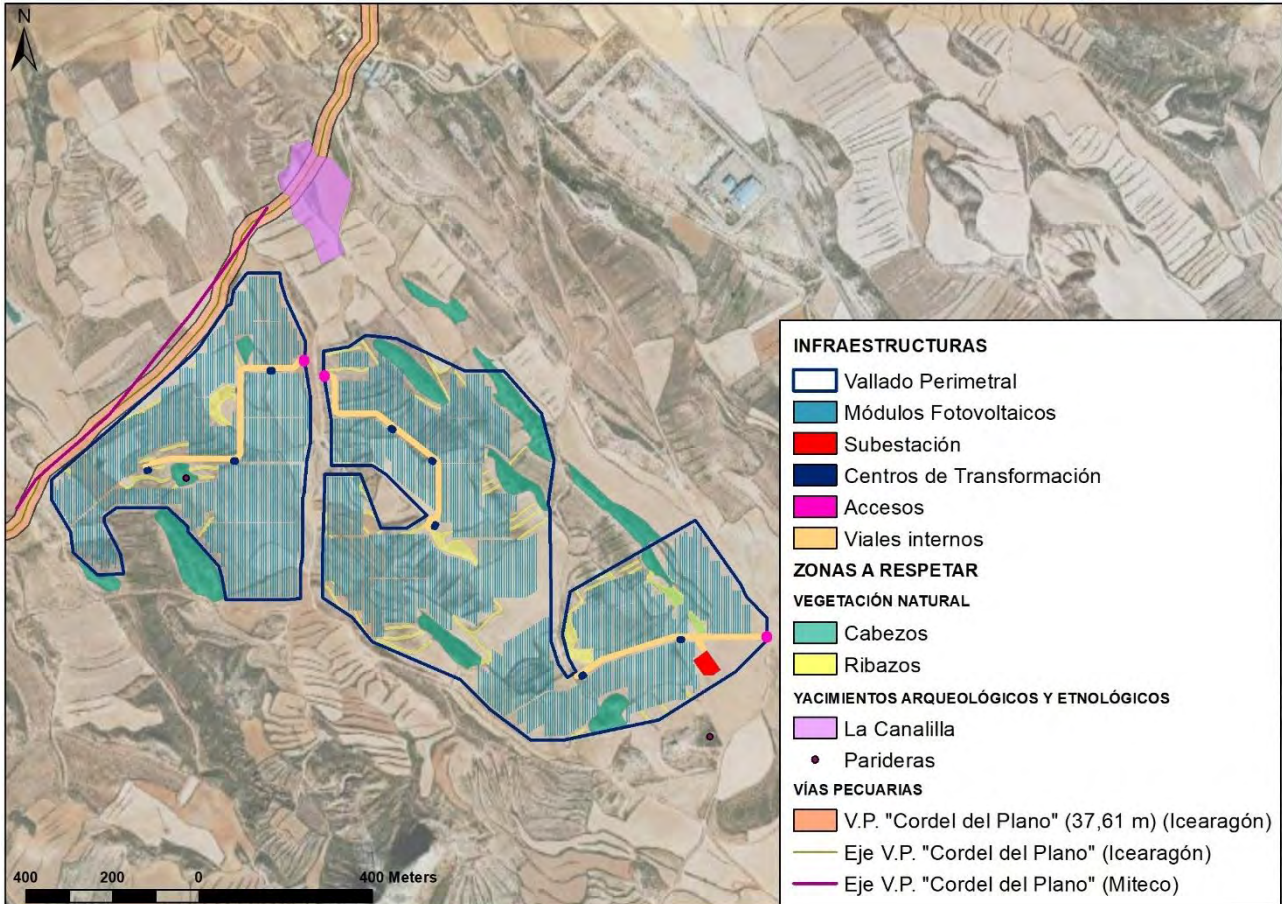 N
INFRAESTRUCTURAS
Vallado Perimetral
Módulos Fotovoltaicos
Subestación
Centros de Transformación
Accesos
Viales internos
ZONAS A RESPETAR
VEGETACIÓN NATURAL
Cabezos
Ribazos
YACIMIENTOS ARQUEOLÓGICOS Y ETNOLÓGICOS
La Canalilla
Parideras
VÍAS PECUARIAS
V.P. "Cordel del Plano" (37,61 m) (Icearagón)
Eje V.P. "Cordel del Plano" (Icearagón)
Eje V.P. "Cordel del Plano" (Miteco)
400 200 0 400 Meters